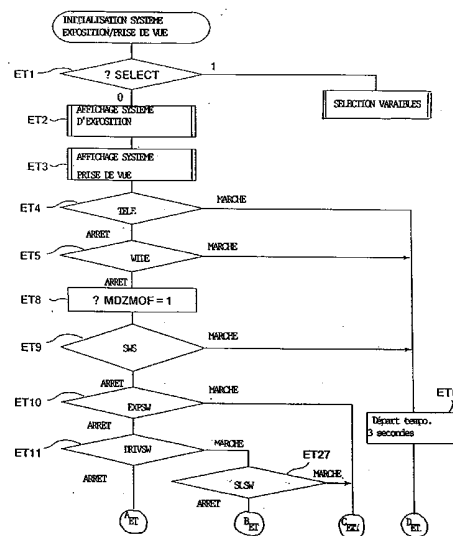 INITIALISATION SYSTEME
EXPOSITION/PRISE DE VUE
ET1
? SELECT
1
0
SELECTION VARAIBLES
ET2
AFFICHAGE SYSTEME
D'EXPOSITION
ET3
AFFICHAGE SYSTEME
PRISE DE VUE
ET4
TELE
MARCHE
ARRET
ET5
WIDE
MARCHE
ARRET
ET8
? MDZMOF = 1
ET9
SWS
MARCHE
ARRET
ET10
EXPSW
MARCHE
ARRET
Départ tempo.
3 secondes
ET11
DRIVSW
MARCHE
ARRET
ET27
SLSW
MARCHE
ARRET
A ET
B ET
C ET
D ET